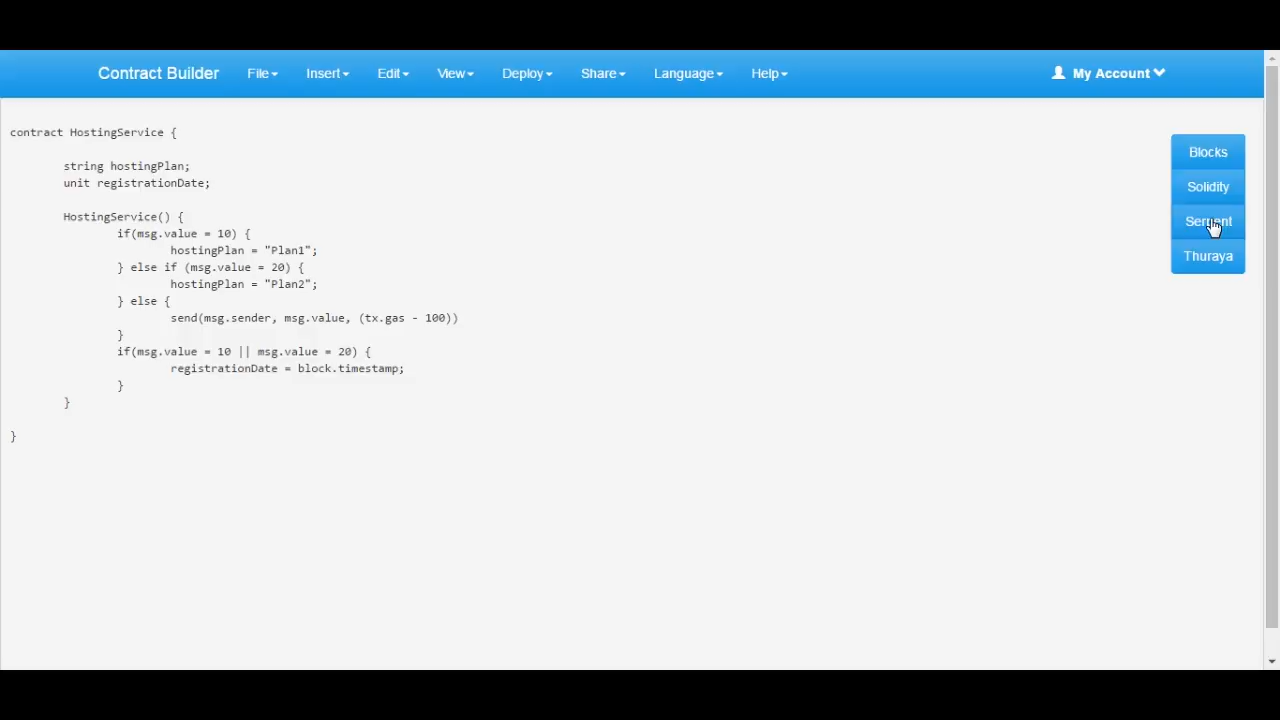 Contract Builder File Insert Edit View Deploy Share Language Help My Account
contract HostingService {
string hostingPlan;
unit registrationDate;
HostingService() {
if(msg.value = 10) {
hostingPlan = "Plan1";
} else if (msg.value = 20) {
hostingPlan = "Plan2";
} else {
send(msg.sender, msg.value, (tx.gas - 100))
}
if(msg.value = 10 || msg.value = 20) {
registrationDate = block.timestamp;
}
}
}
Blocks
Solidity
Serpent
Thuraya